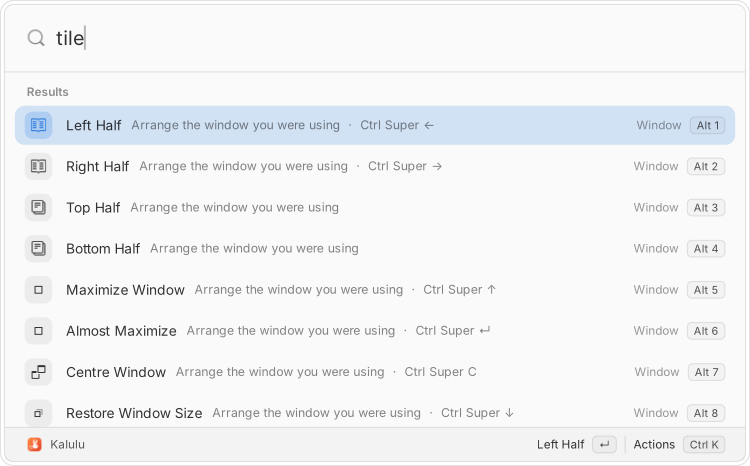 tile
Results
Left Half Arrange the window you were using · Ctrl Super ← Window Alt 1
Right Half Arrange the window you were using · Ctrl Super → Window Alt 2
Top Half Arrange the window you were using Window Alt 3
Bottom Half Arrange the window you were using Window Alt 4
Maximize Window Arrange the window you were using · Ctrl Super ↑ Window Alt 5
Almost Maximize Arrange the window you were using · Ctrl Super ↵ Window Alt 6
Centre Window Arrange the window you were using · Ctrl Super C Window Alt 7
Restore Window Size Arrange the window you were using · Ctrl Super ↓ Window Alt 8
Kalulu Left Half ↵ Actions Ctrl K